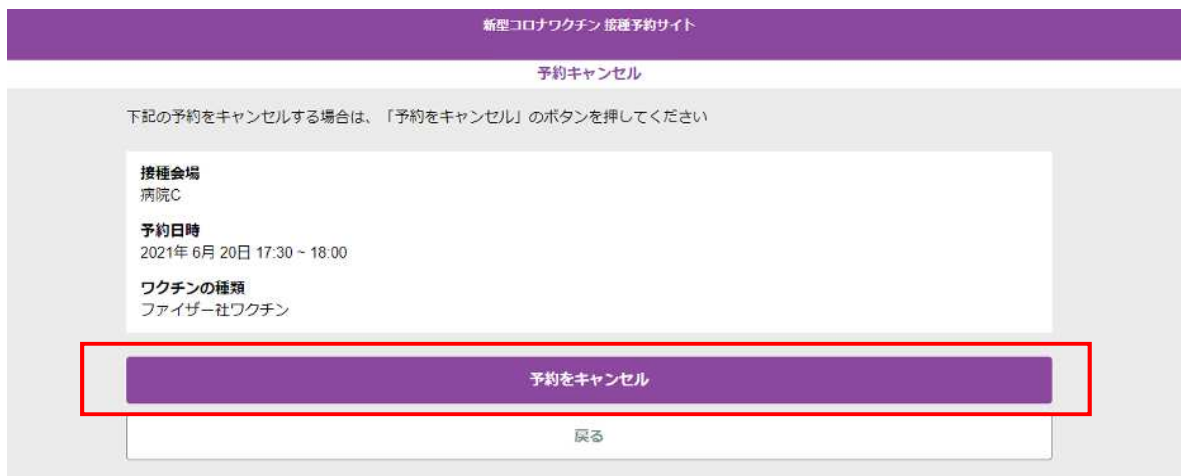 新型コロナワクチン 接種予約サイト
予約キャンセル
下記の予約をキャンセルする場合は、「予約をキャンセル」のボタンを押してください
接種会場
病院C
予約日時
2021年 6月 20日 17:30 ~ 18:00
ワクチンの種類
ファイザー社ワクチン
予約をキャンセル
戻る